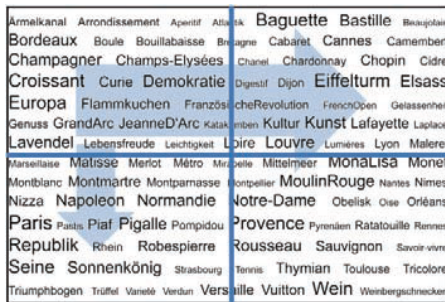 Ärmelkanal Arrondissement Aperitif Atlantik Baguette Bastille Beaujolais
Bordeaux Boule Bouillabaisse Bretagne Cabaret Cannes Camembert
Champagner Champs-Elysées Chanel Chardonnay Chopin Cidre
Croissant Curie Demokratie Digestif Dijon Eiffelturm Elsass
Europa Flammkuchen FranzösischeRevolution FrenchOpen Gelassenhe
Genuss GrandArc JeanneD'Arc Katakomben Kultur Kunst Lafayette Laplace
Lavendel Lebensfreude Leichtigkeit Loire Louvre Lumières Lyon Malerei
Marseillaise Matisse Merlot Métro Mirabelle Mittelmeer MonaLisa Monet
Montblanc Montmartre Montparnasse Montpellier MoulinRouge Nantes Nimes
Nizza Napoleon Normandie Notre-Dame Obelisk Oise Orléans
Paris Pastis Piaf Pigalle Pompidou Provence Pyrenäen Ratatouille Rennes
Republik Rhein Robespierre Rousseau Sauvignon Savoir-vivre
Seine Sonnenkönig Strasbourg Tennis Thymian Toulouse Tricolore
Triumphbogen Trüffel Varieté Verdun Versaille Vuitton Wein Weinbergschnecken